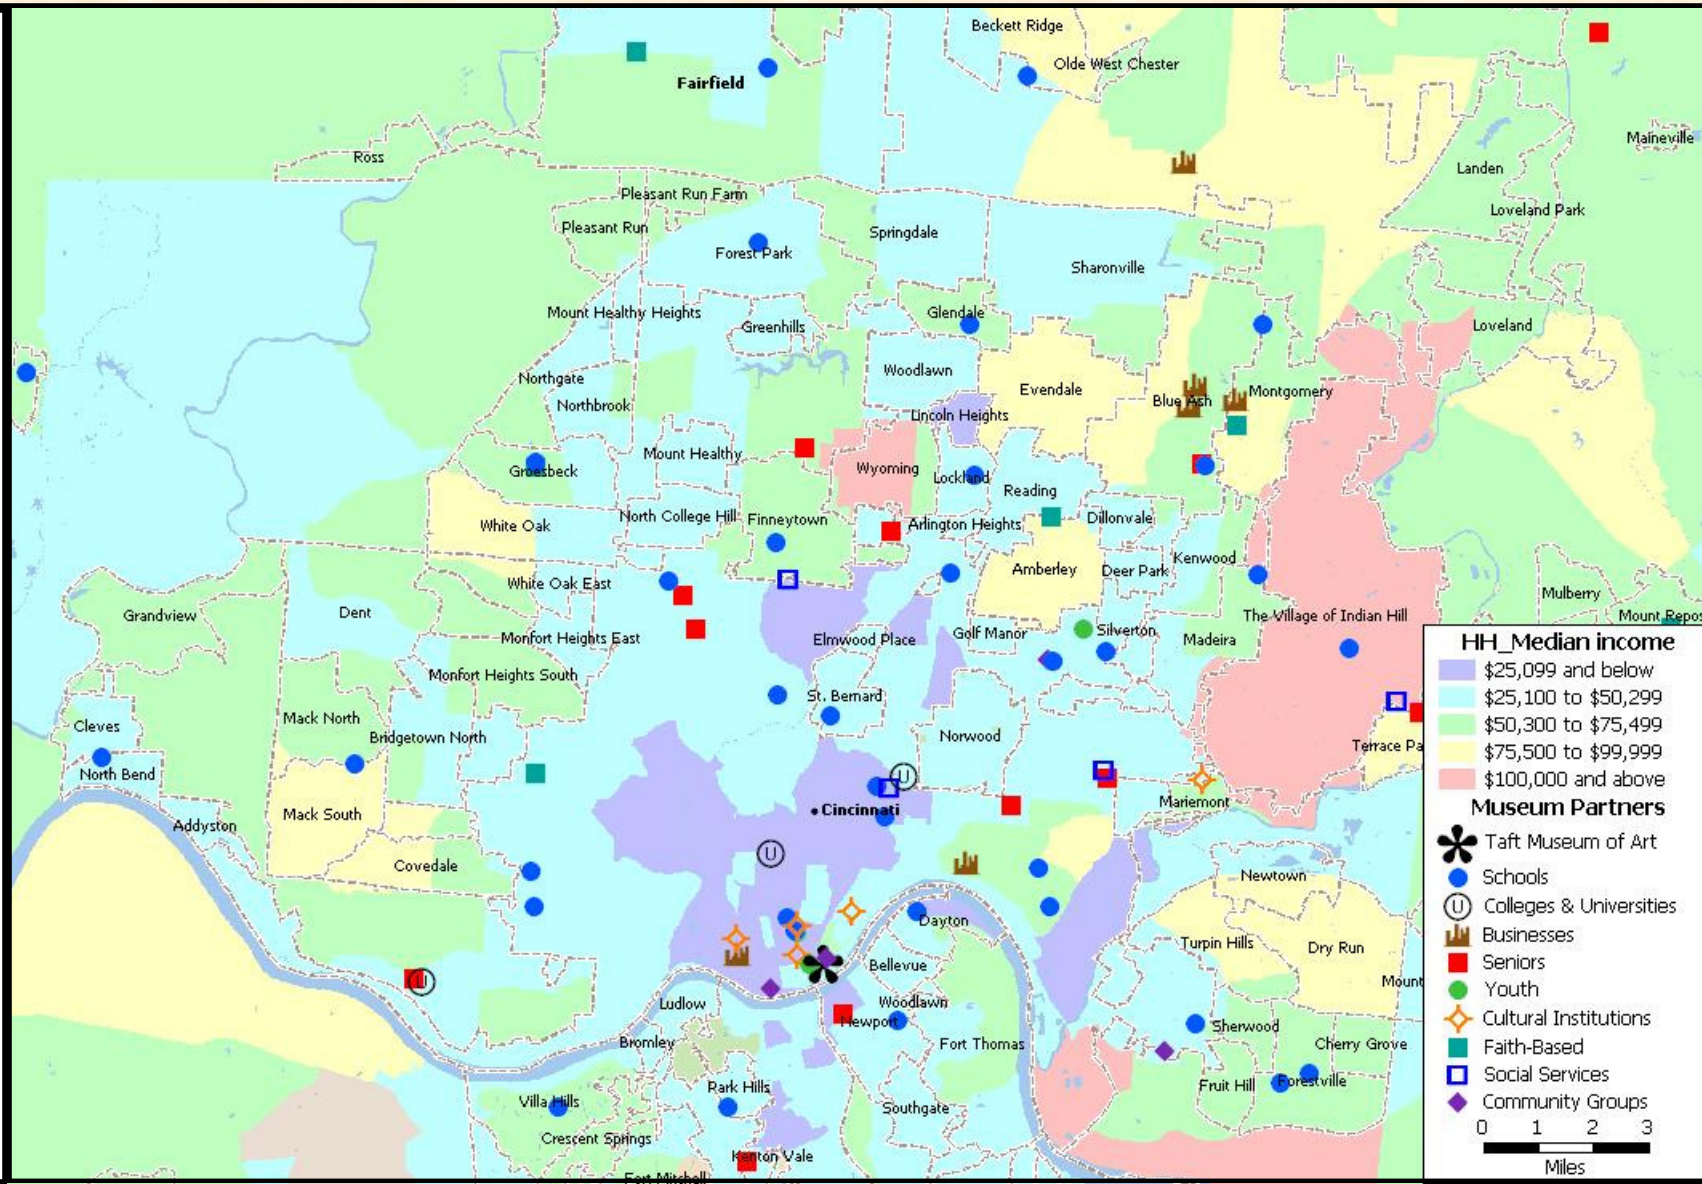 Beckett Ridge
Olde West Chester
Fairfield
Maineville
Ross
Landen
Pleasant Run Farm
Loveland Park
Pleasant Run
Springdale
Forest Park
Sharonville
Mount Healthy Heights
Glendale
Greenhills
Loveland
Woodlawn
Northgate
Evendale
Montgomery
Blue Ash
Northbrook
Lincoln Heights
Mount Healthy
Groesbeck
Wyoming
Lockland
Reading
North College Hill
Finneytown
White Oak
Arlington Heights
Dillonvale
Kenwood
Amberley
Deer Park
White Oak East
Mulberry
Grandview
Dent
The Village of Indian Hill
Mount Repos
Monfort Heights East
Elmwood Place
Golf Manor
Silverton
Madeira
Monfort Heights South
St. Bernard
Mack North
Cleves
Bridgetown North
Norwood
Terrace Pa
North Bend
Mariemont
Cincinnati
Mack South
Addyston
Covedale
Newtown
Dayton
Turpin Hills
Dry Run
Bellevue
Mount
Ludlow
Woodlawn
Newport
Sherwood
Bromley
Fort Thomas
Cherry Grove
Park Hills
Fruit Hill
Forestville
Villa Hills
Southgate
Crescent Springs
Kenton Vale
Fort Mitchell
HH_Median income
$25,099 and below
$25,100 to $50,299
$50,300 to $75,499
$75,500 to $99,999
$100,000 and above
Museum Partners
Taft Museum of Art
Schools
U Colleges & Universities
Businesses
Seniors
Youth
Cultural Institutions
Faith-Based
Social Services
Community Groups
0 1 2 3
Miles
U
U
U